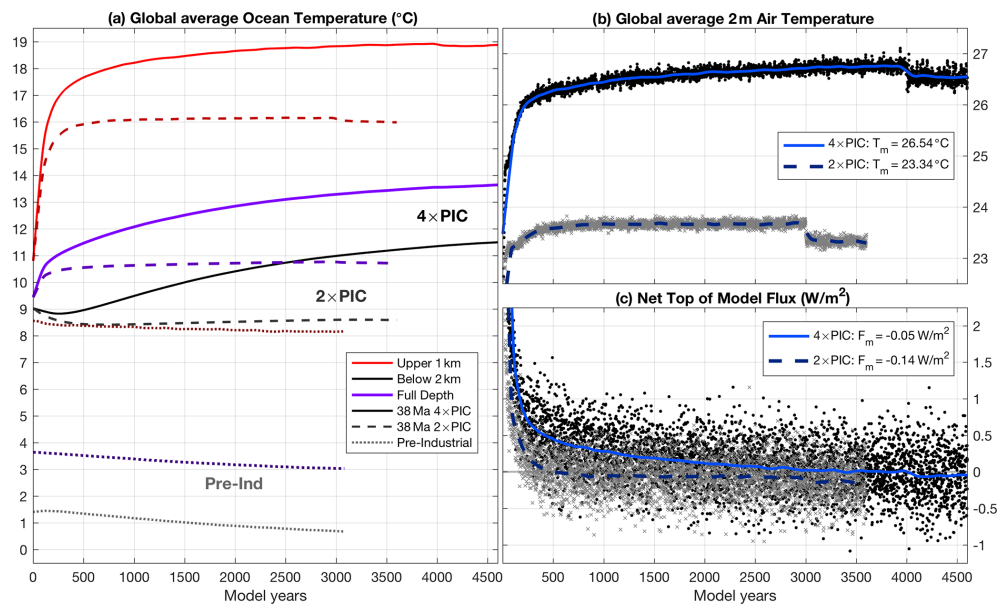 (a) Global average Ocean Temperature (°C)
19
18
17
16
15
14
13
12
11
10
9
8
7
6
5
4
3
2
1
0
4×PIC
2×PIC
Pre-Ind
Upper 1 km
Below 2 km
Full Depth
38 Ma 4×PIC
38 Ma 2×PIC
Pre-Industrial
0 500 1000 1500 2000 2500 3000 3500 4000 4500
Model years
(b) Global average 2m Air Temperature
27
26
25
24
23
4×PIC: Tm = 26.54°C
2×PIC: Tm = 23.34°C
(c) Net Top of Model Flux (W/m²)
2
1.5
1
0.5
0
-0.5
-1
4×PIC: Fm = -0.05 W/m²
2×PIC: Fm = -0.14 W/m²
500 1000 1500 2000 2500 3000 3500 4000 4500
Model years